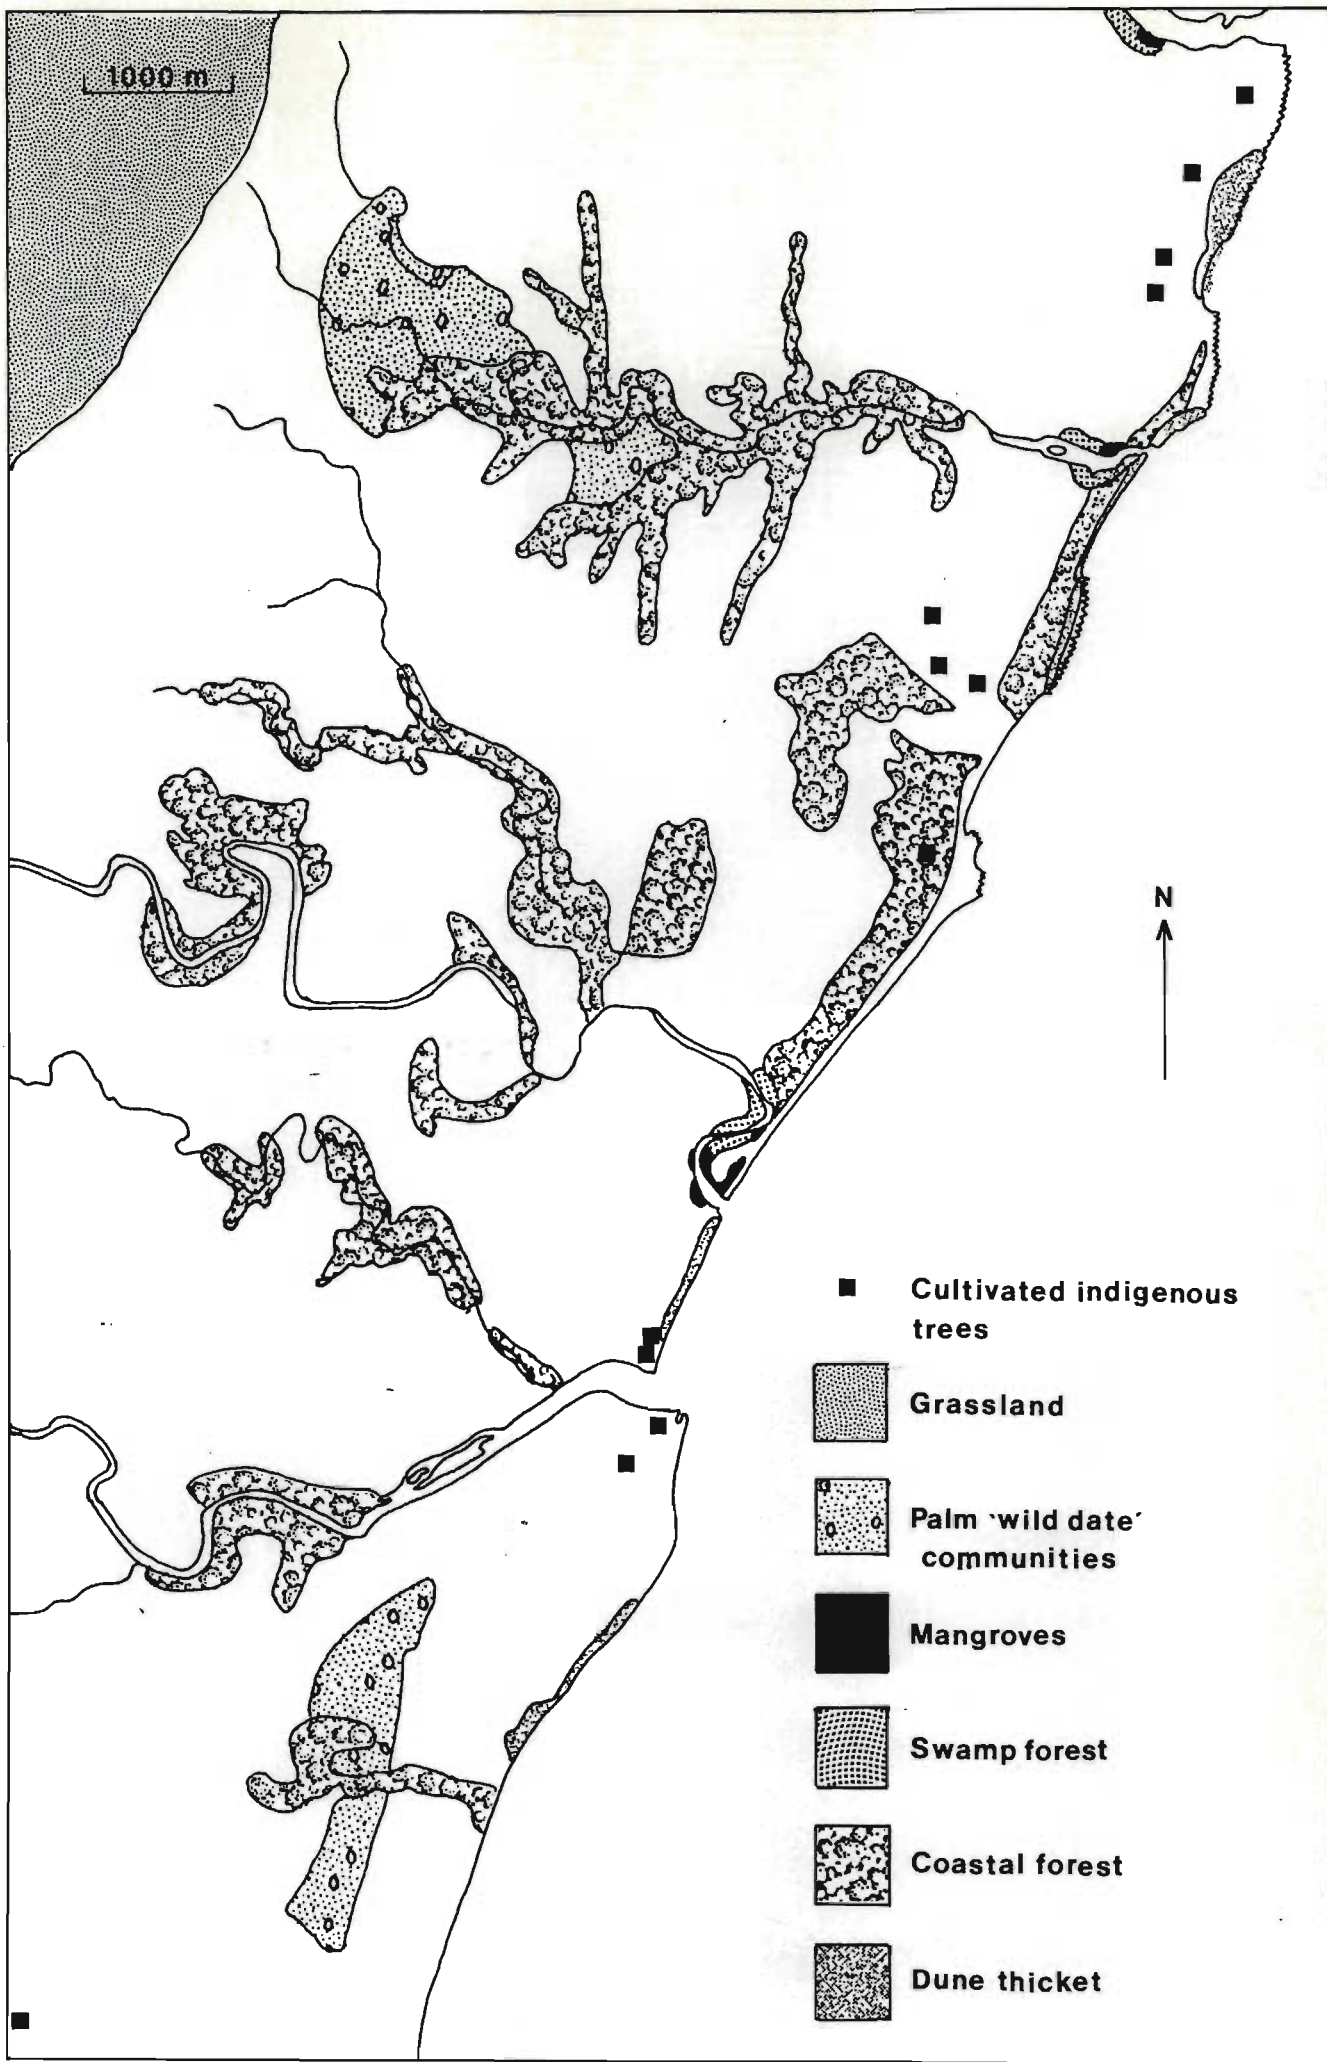 1000 m
N
Cultivated indigenous
trees
Grassland
Palm 'wild date'
communities
Mangroves
Swamp forest
Coastal forest
Dune thicket